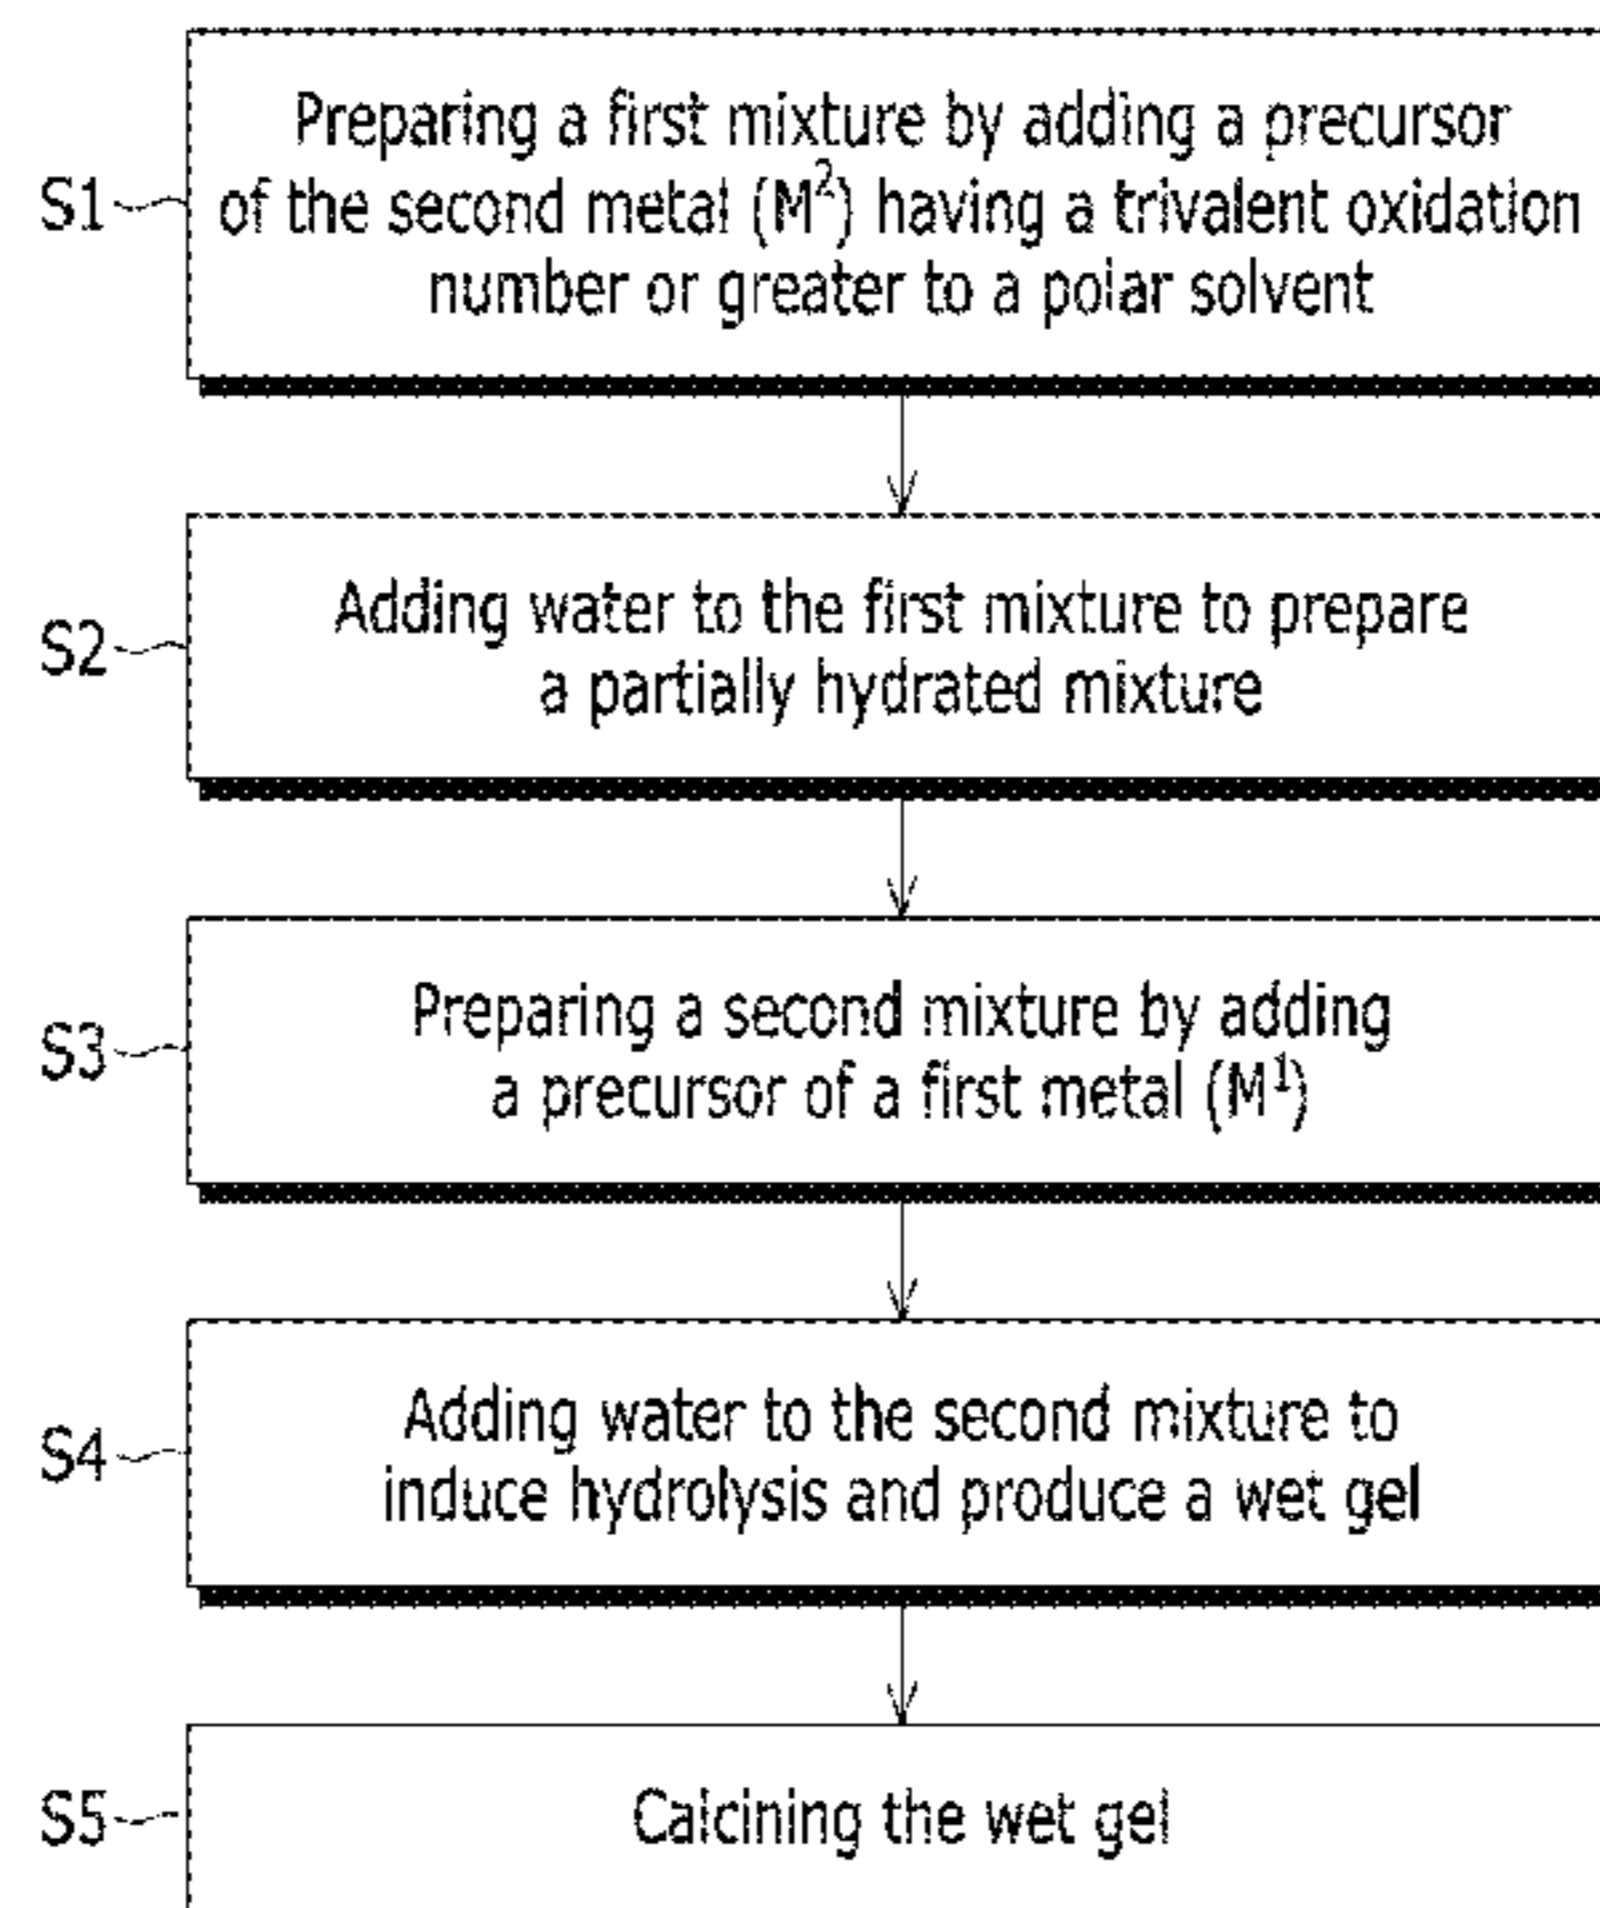 S1
Preparing a first mixture by adding a precursor
of the second metal (M²) having a trivalent oxidation
number or greater to a polar solvent
S2
Adding water to the first mixture to prepare
a partially hydrated mixture
S3
Preparing a second mixture by adding
a precursor of a first metal (M¹)
S4
Adding water to the second mixture to
induce hydrolysis and produce a wet gel
S5
Calcining the wet gel